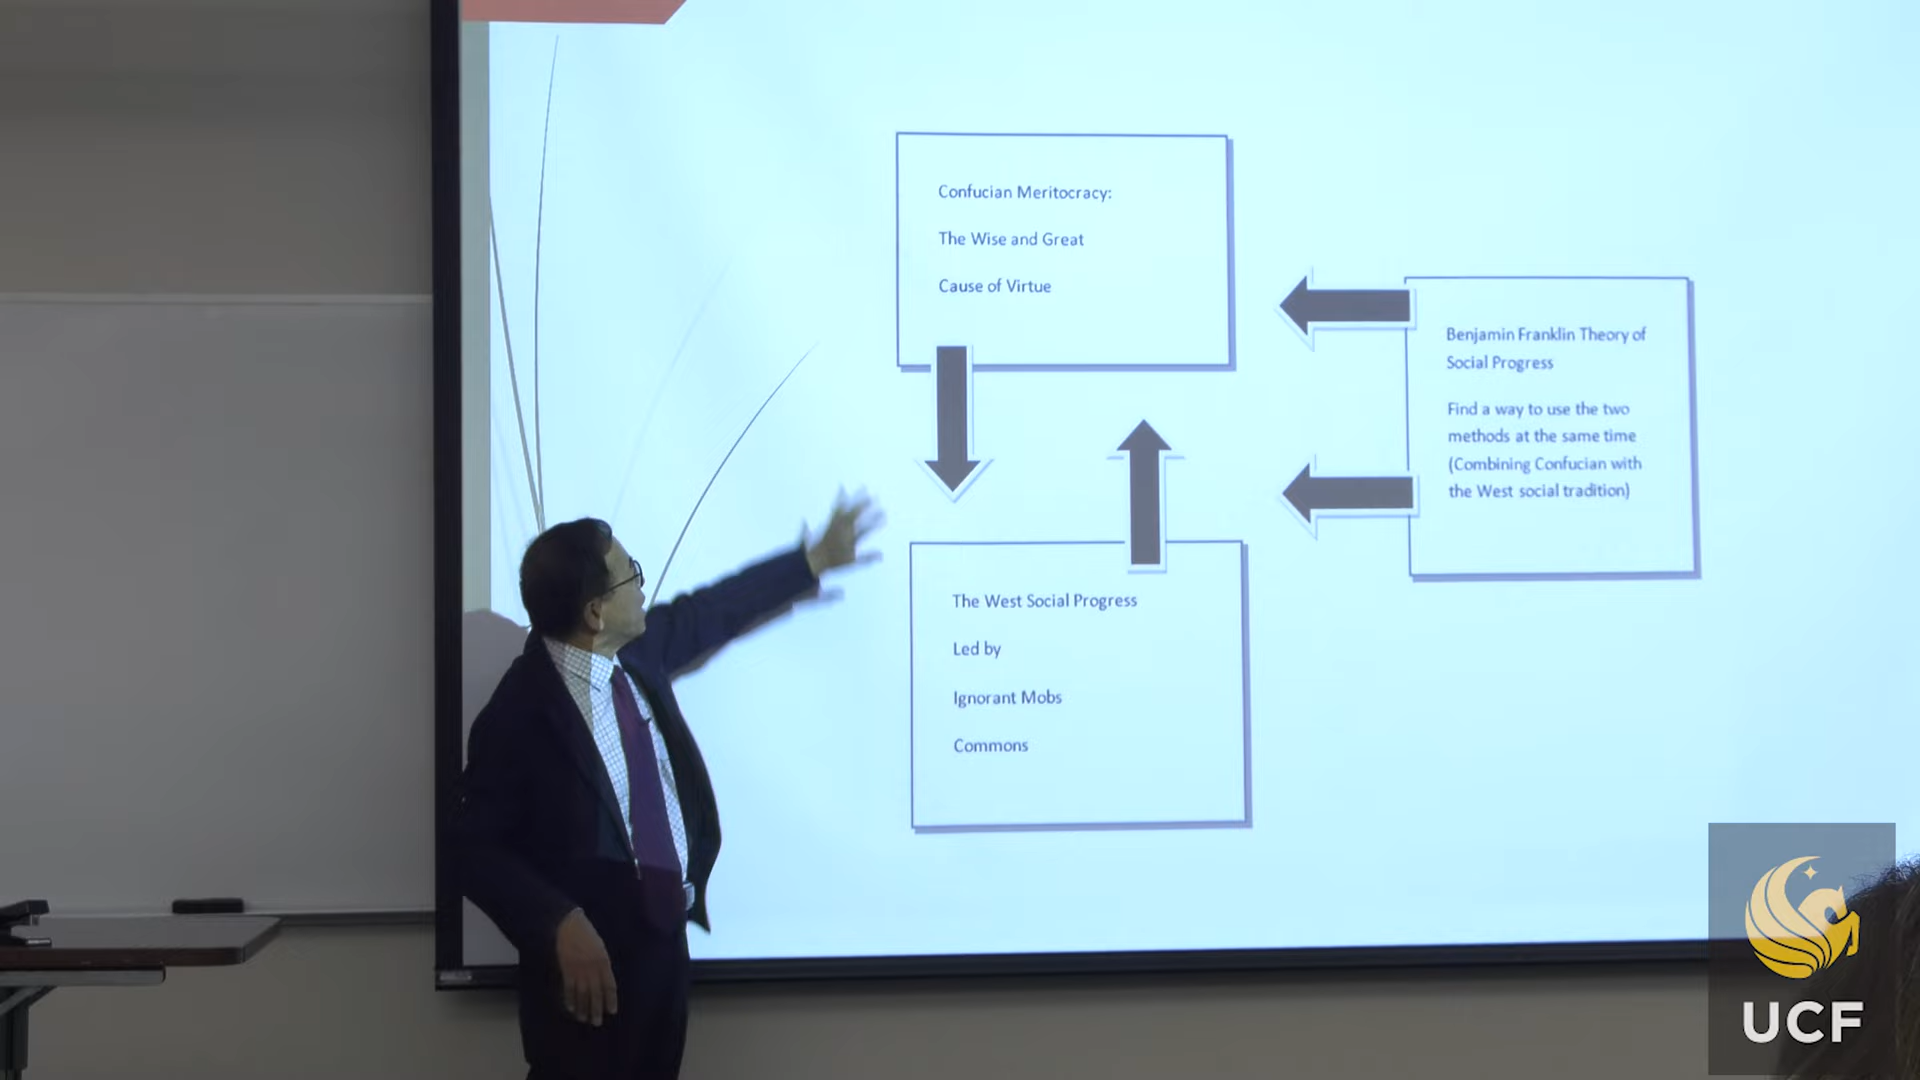 Confucian Meritocracy:
The Wise and Great
Cause of Virtue
Benjamin Franklin Theory of
Social Progress
Find a way to use the two
methods at the same time
(Combining Confucian with
the West social tradition)
The West Social Progress
Led by
Ignorant Mobs
Commons
UCF